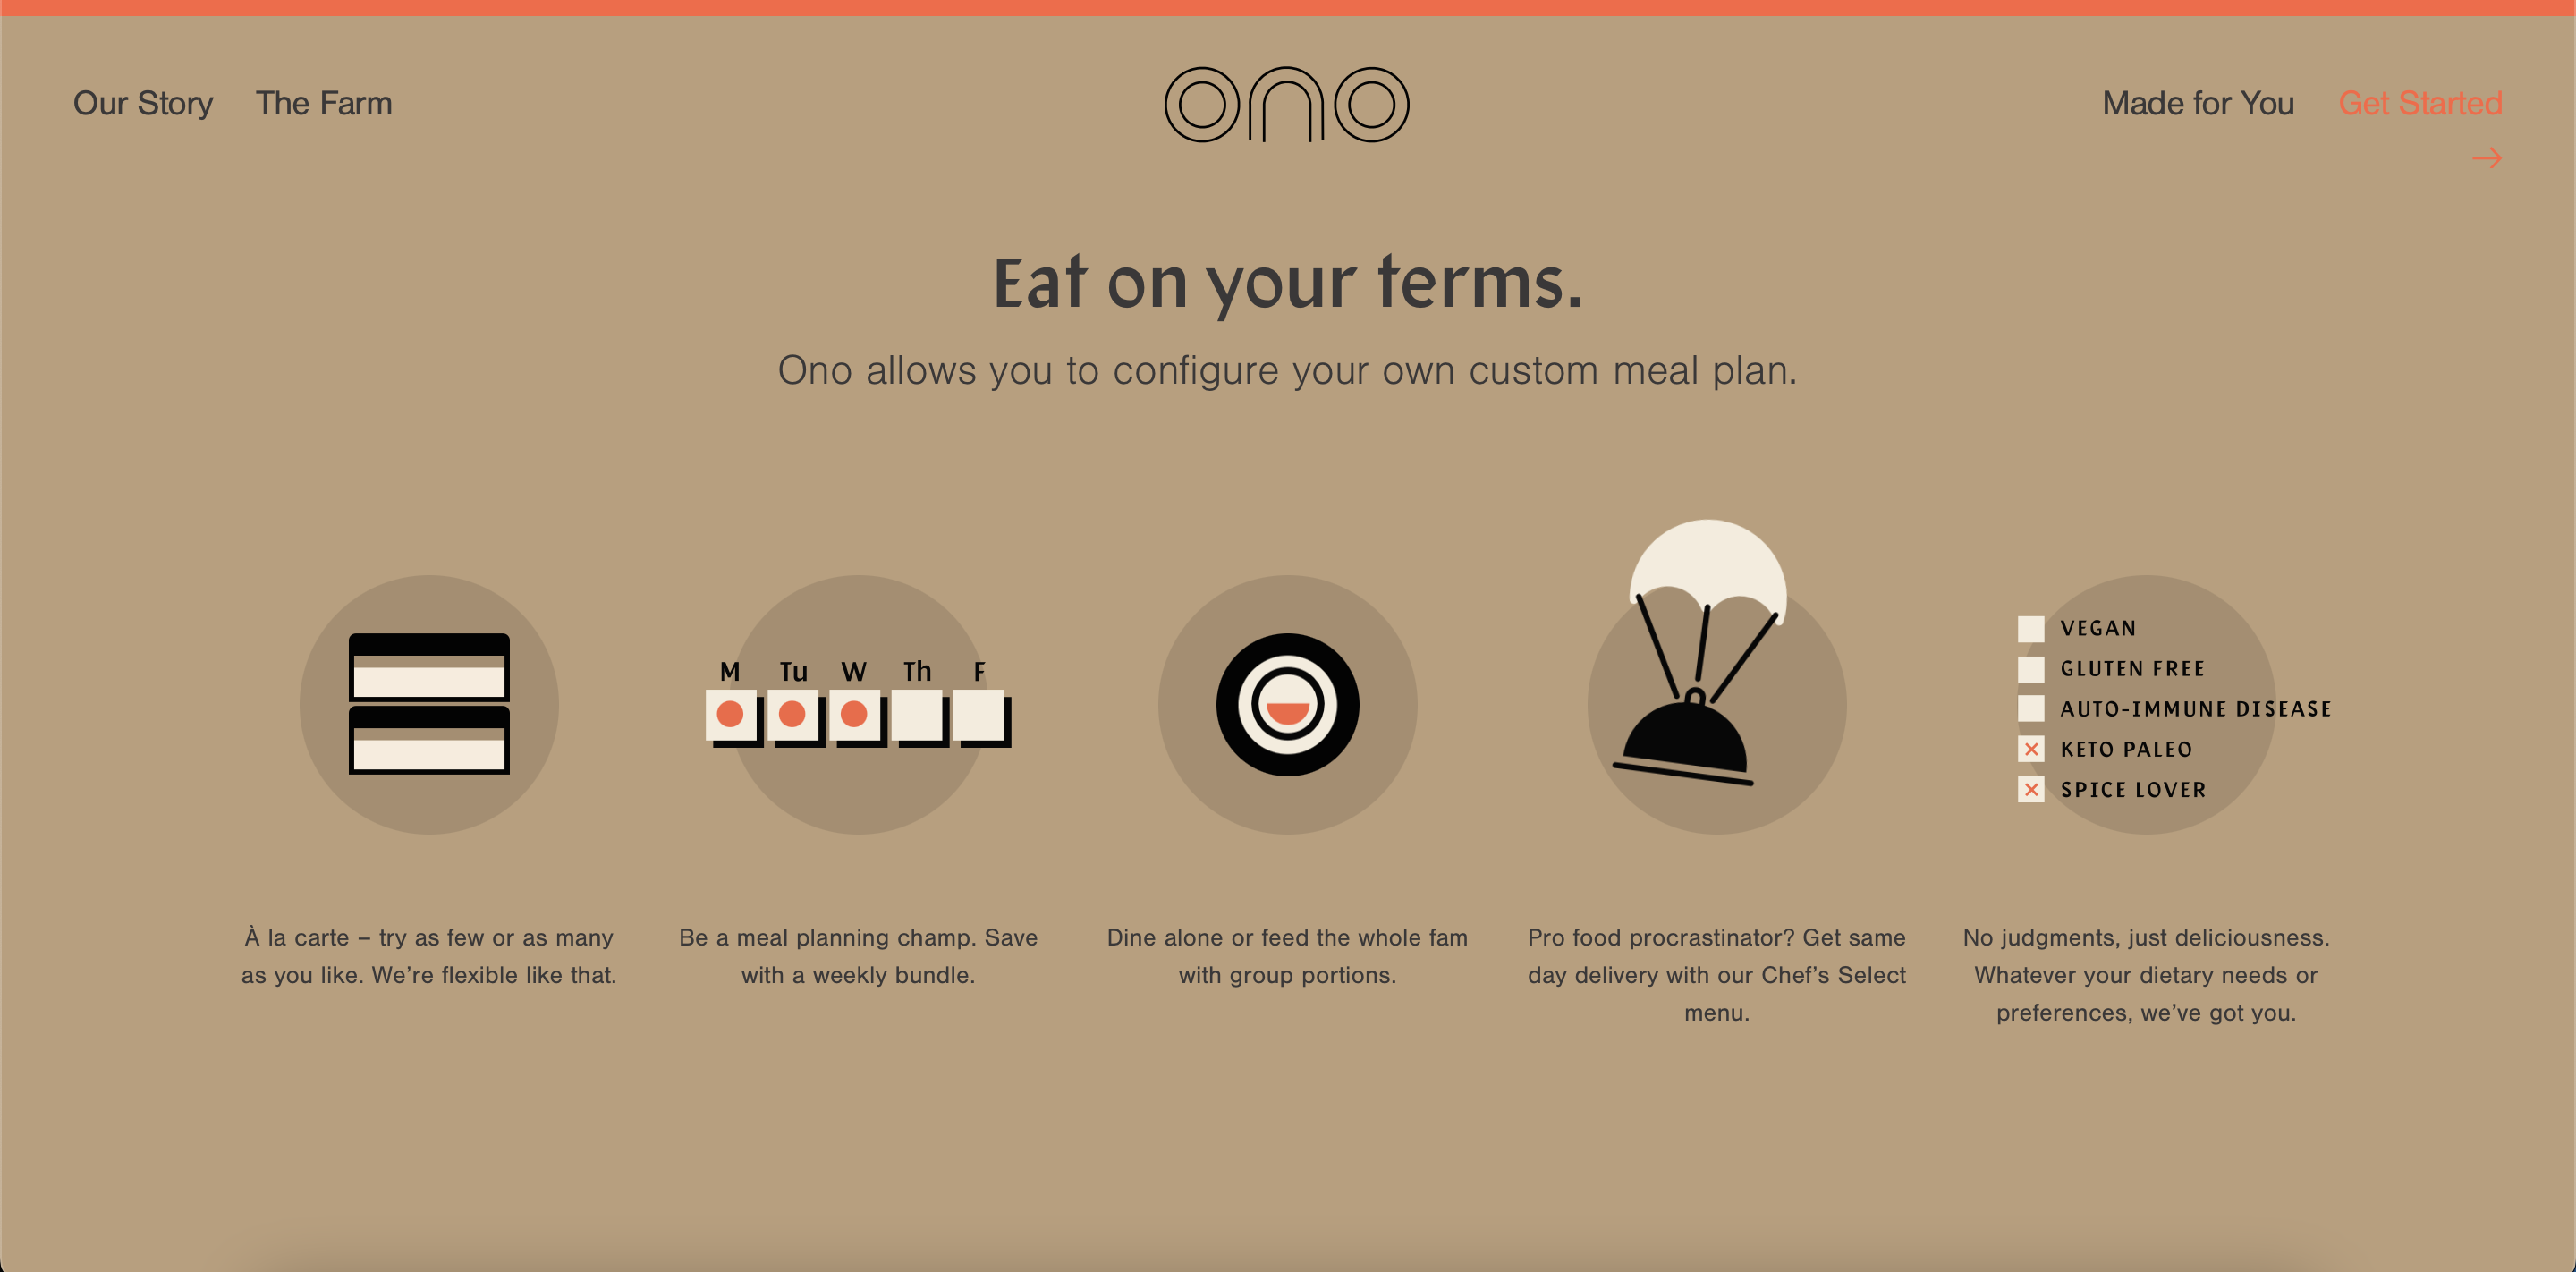 Our Story
The Farm
ono
Made for You
Get Started
→
Eat on your terms.
Ono allows you to configure your own custom meal plan.
M Tu W Th F
VEGAN
GLUTEN FREE
AUTO-IMMUNE DISEASE
KETO PALEO
SPICE LOVER
À la carte – try as few or as many
as you like. We’re flexible like that.
Be a meal planning champ. Save
with a weekly bundle.
Dine alone or feed the whole fam
with group portions.
Pro food procrastinator? Get same
day delivery with our Chef’s Select
menu.
No judgments, just deliciousness.
Whatever your dietary needs or
preferences, we’ve got you.